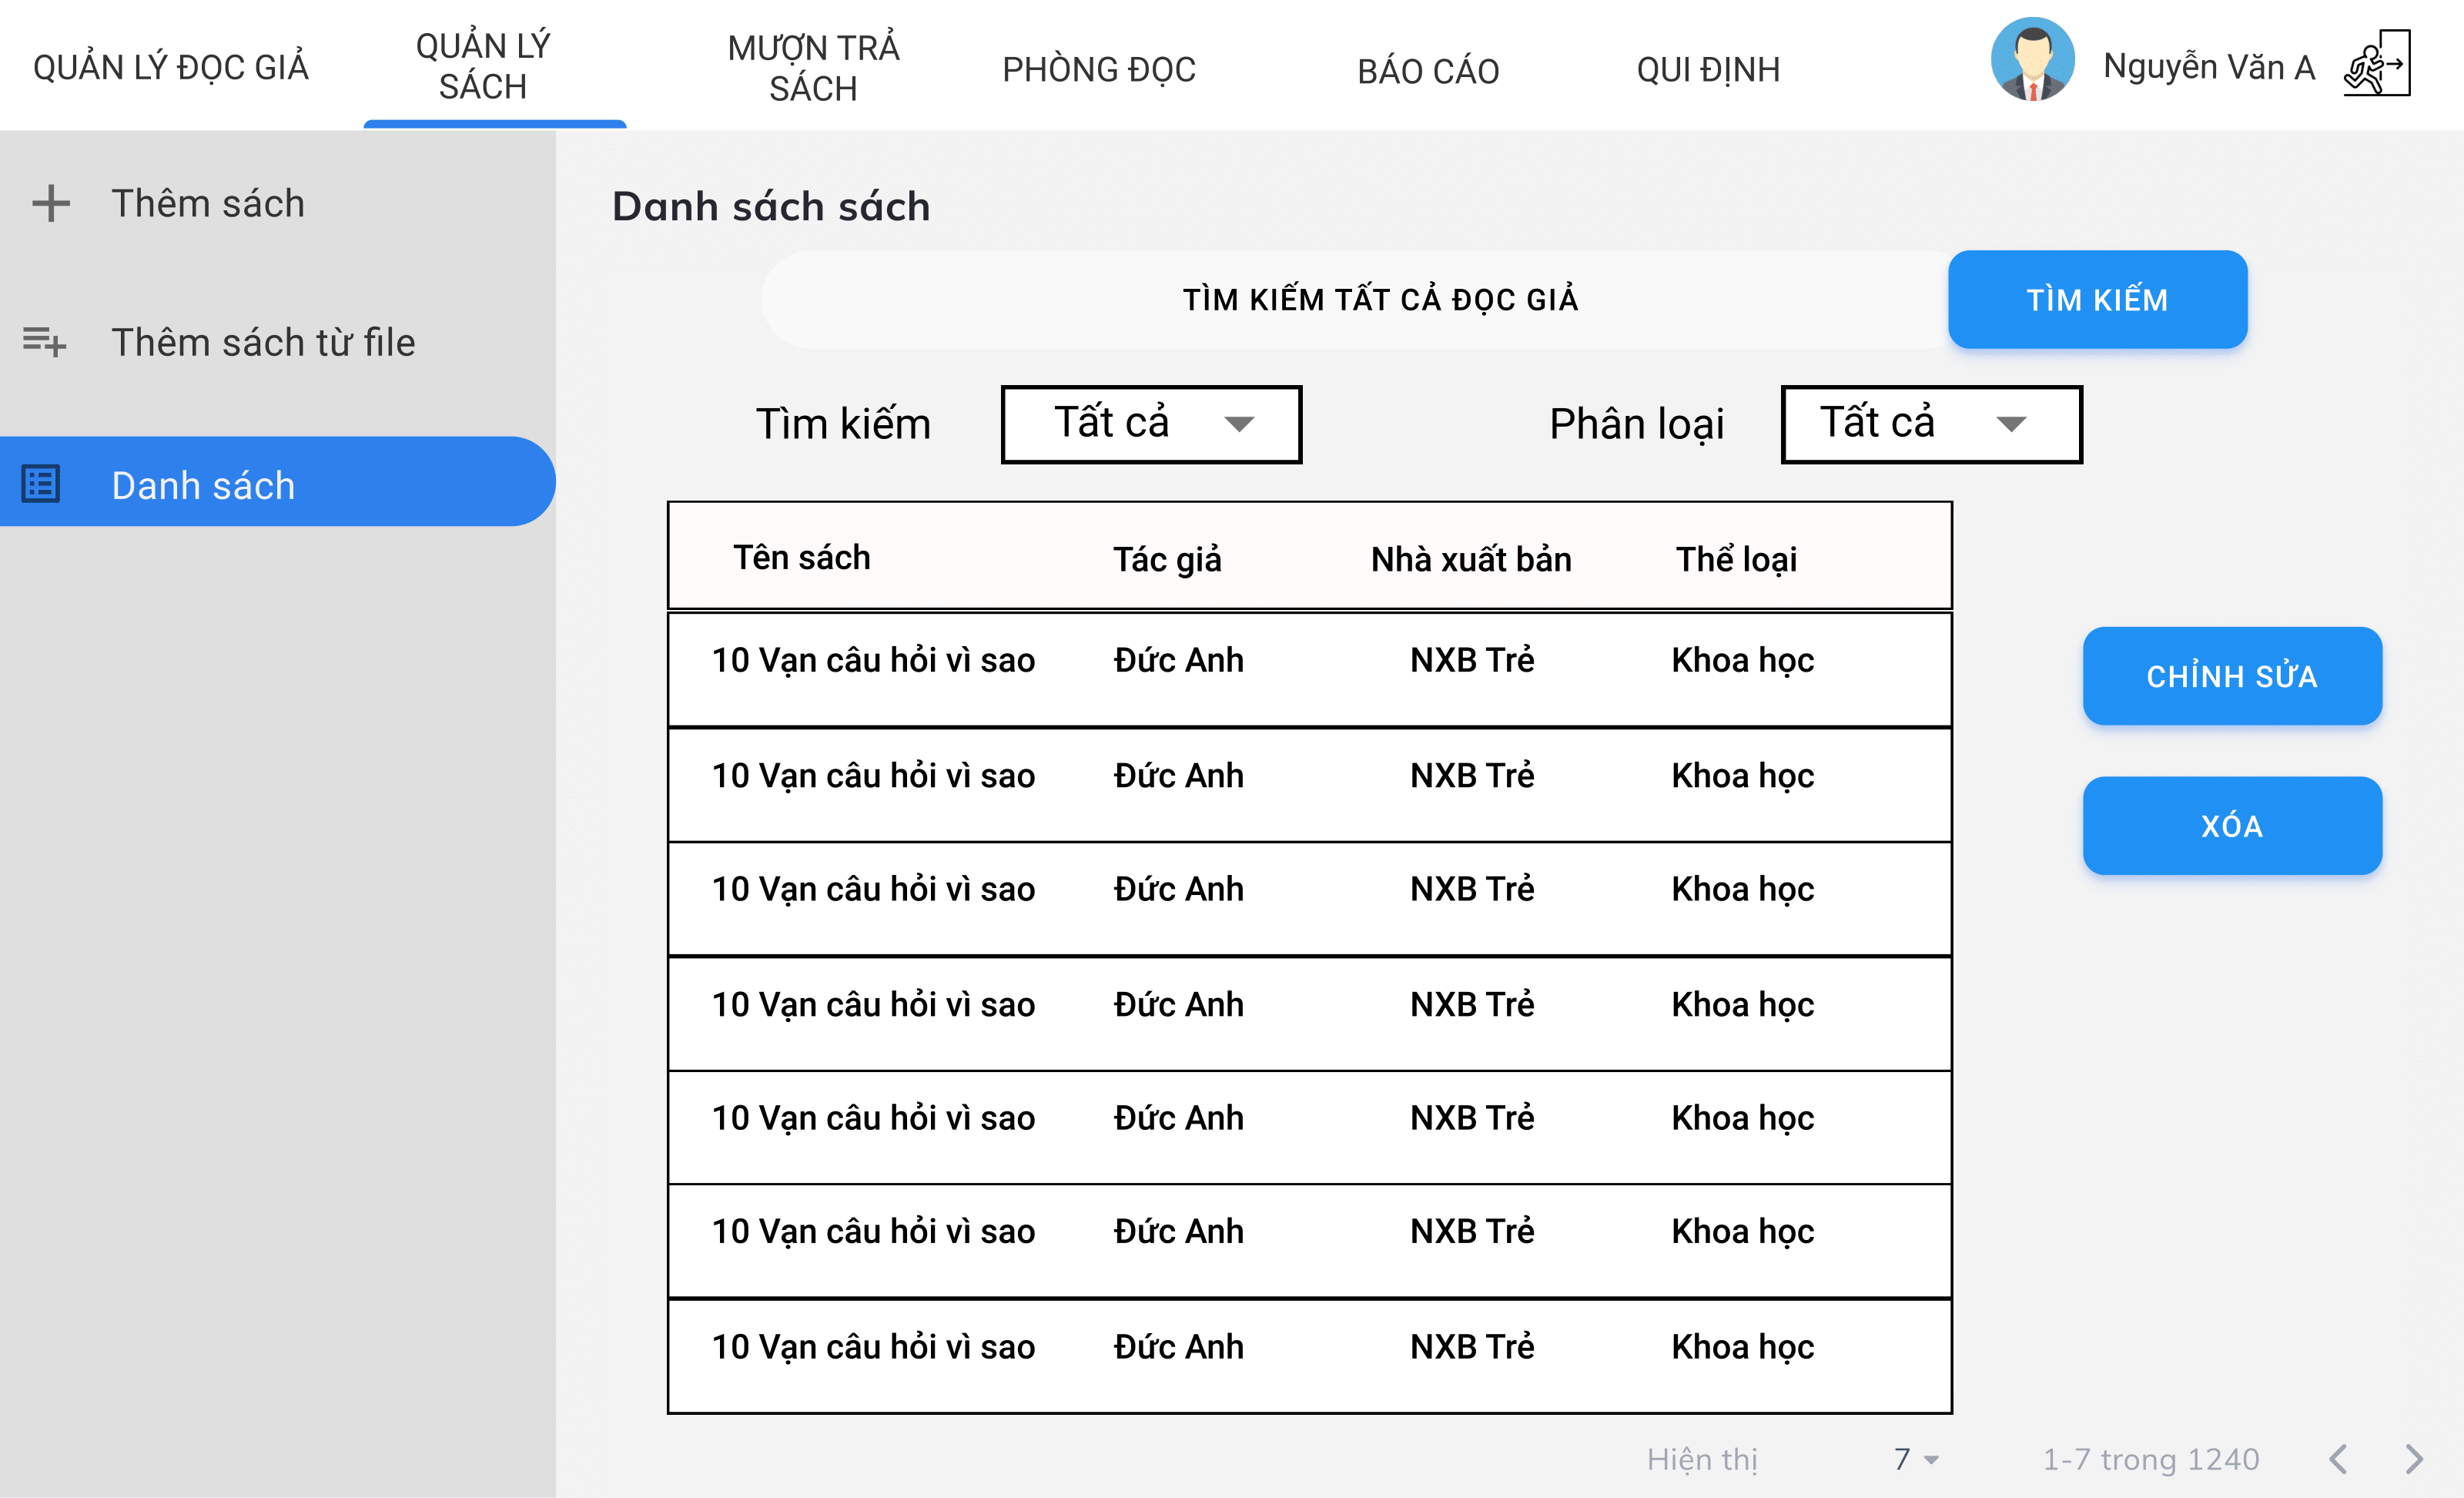 QUẢN LÝ ĐỌC GIẢ
QUẢN LÝ
SÁCH
MƯỢN TRẢ
SÁCH
PHÒNG ĐỌC
BÁO CÁO
QUI ĐỊNH
Nguyễn Văn A
Thêm sách
Thêm sách từ file
Danh sách
Danh sách sách
TÌM KIẾM TẤT CẢ ĐỌC GIẢ
TÌM KIẾM
Tìm kiếm
Tất cả
Phân loại
Tất cả
Tên sách Tác giả Nhà xuất bản Thể loại
10 Vạn câu hỏi vì sao Đức Anh NXB Trẻ Khoa học
10 Vạn câu hỏi vì sao Đức Anh NXB Trẻ Khoa học
10 Vạn câu hỏi vì sao Đức Anh NXB Trẻ Khoa học
10 Vạn câu hỏi vì sao Đức Anh NXB Trẻ Khoa học
10 Vạn câu hỏi vì sao Đức Anh NXB Trẻ Khoa học
10 Vạn câu hỏi vì sao Đức Anh NXB Trẻ Khoa học
10 Vạn câu hỏi vì sao Đức Anh NXB Trẻ Khoa học
CHỈNH SỬA
XÓA
Hiện thị 7 1-7 trong 1240